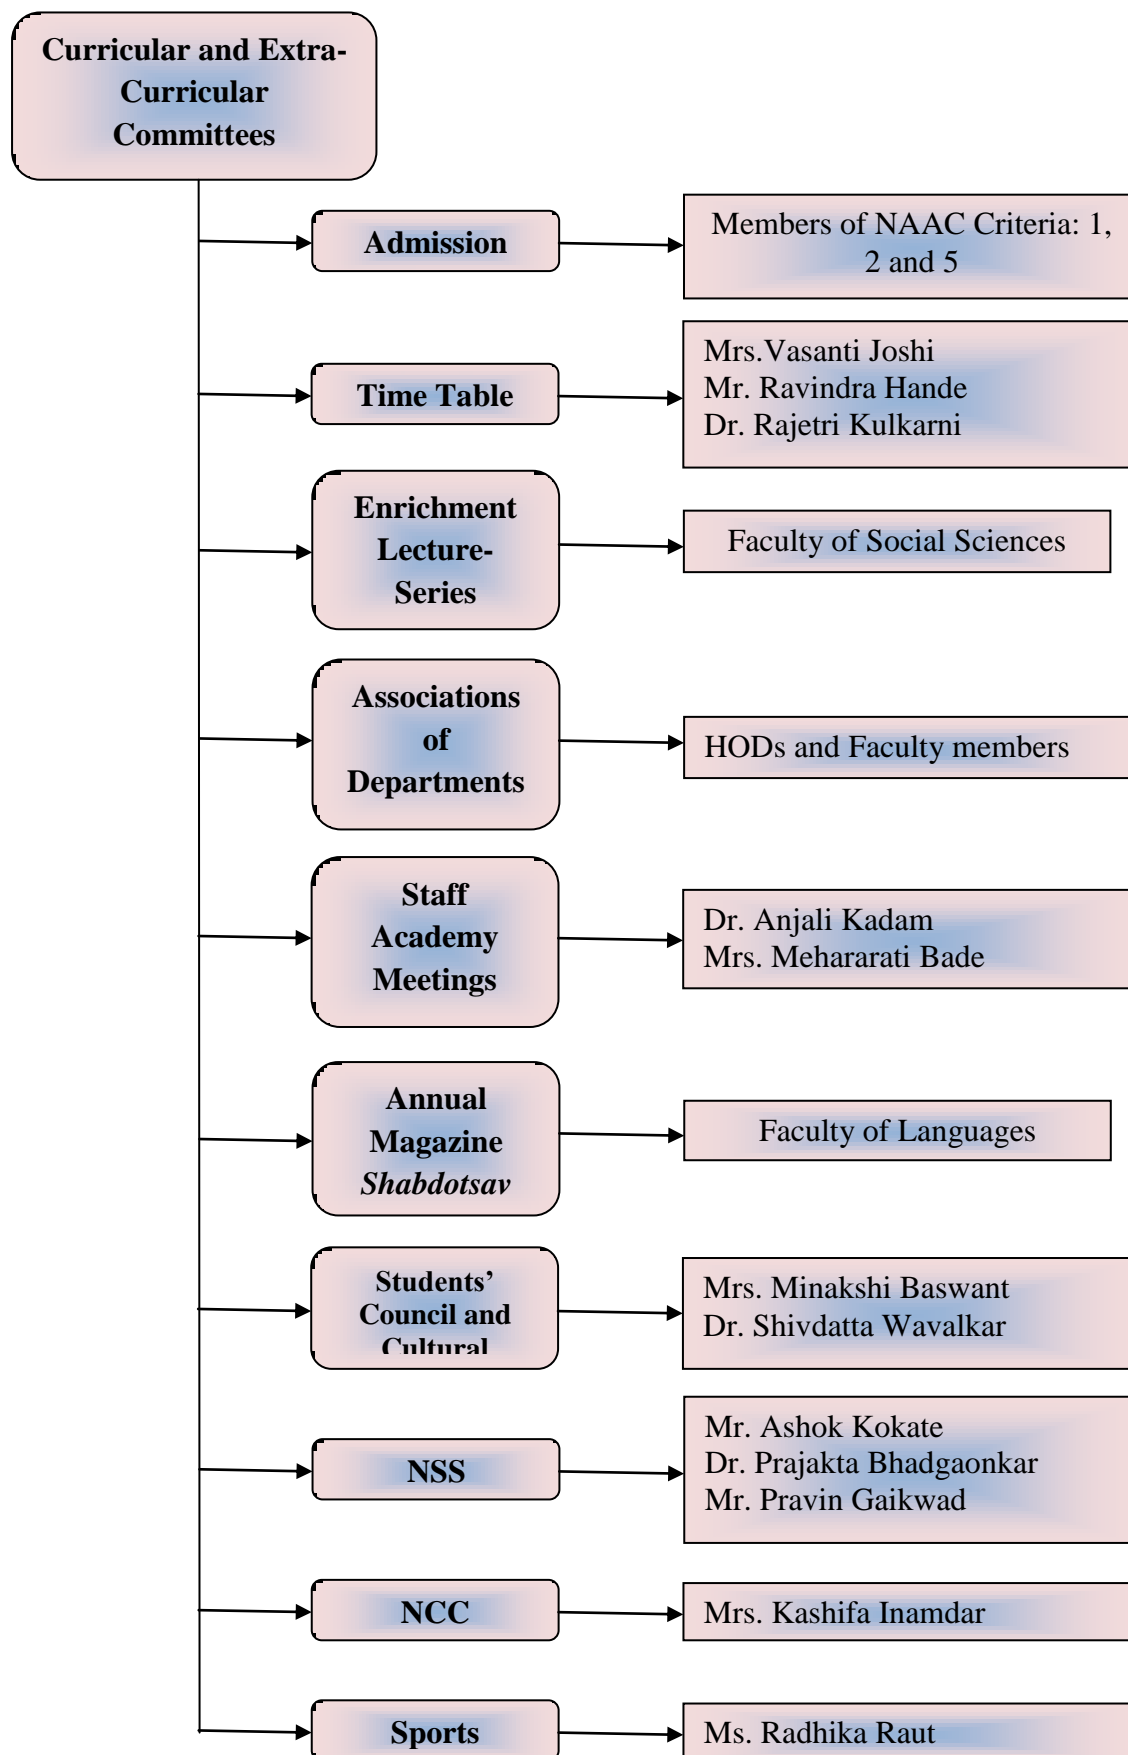 Curricular and Extra-
Curricular
Committees
Admission
Members of NAAC Criteria: 1,
2 and 5
Time Table
Mrs.Vasanti Joshi
Mr. Ravindra Hande
Dr. Rajetri Kulkarni
Enrichment
Lecture-
Series
Faculty of Social Sciences
Associations
of
Departments
HODs and Faculty members
Staff
Academy
Meetings
Dr. Anjali Kadam
Mrs. Mehararati Bade
Annual
Magazine
Shabdotsav
Faculty of Languages
Students’
Council and
Cultural
Mrs. Minakshi Baswant
Dr. Shivdatta Wavalkar
NSS
Mr. Ashok Kokate
Dr. Prajakta Bhadgaonkar
Mr. Pravin Gaikwad
NCC
Mrs. Kashifa Inamdar
Sports
Ms. Radhika Raut